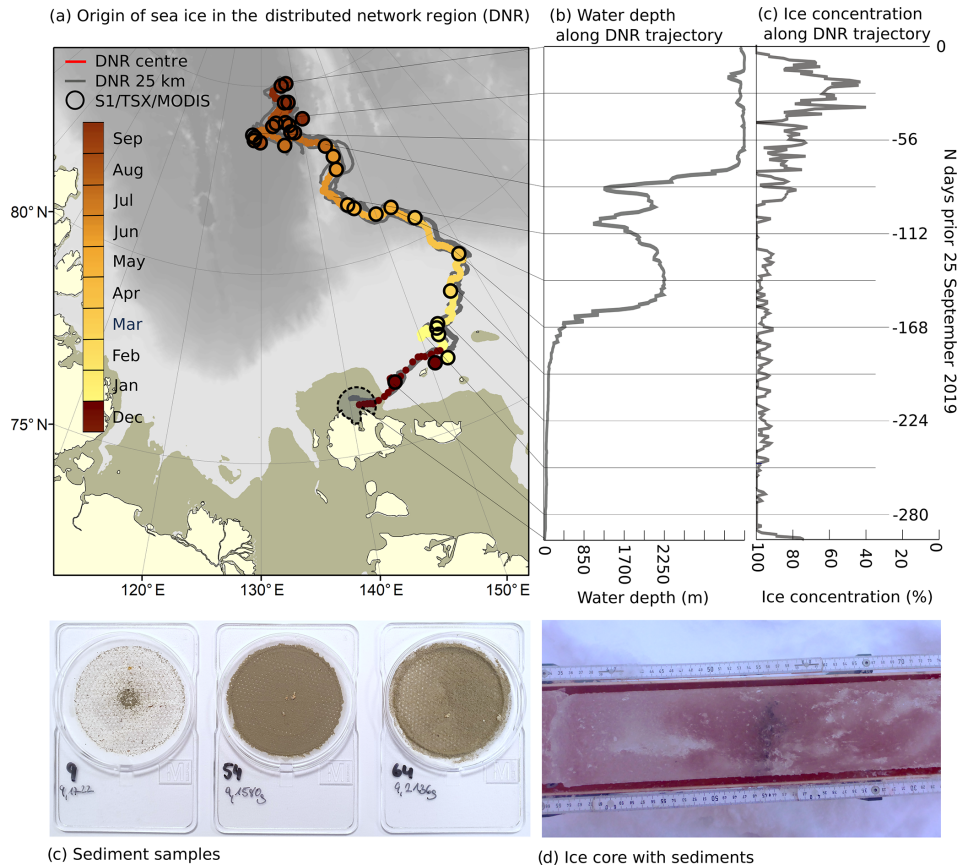 (a) Origin of sea ice in the distributed network region (DNR)
(b) Water depth
along DNR trajectory
(c) Ice concentration
along DNR trajectory
DNR centre
DNR 25 km
S1/TSX/MODIS
Sep
Aug
Jul
Jun
May
Apr
Mar
Feb
Jan
Dec
80° N
75° N
120° E
130° E
140° E
150° E
0
850
1700
2250
Water depth (m)
100
80
60
40
20
0
Ice concentration (%)
0
-56
-112
-168
-224
-280
N days prior 25 September 2019
9
54
64
(c) Sediment samples
(d) Ice core with sediments